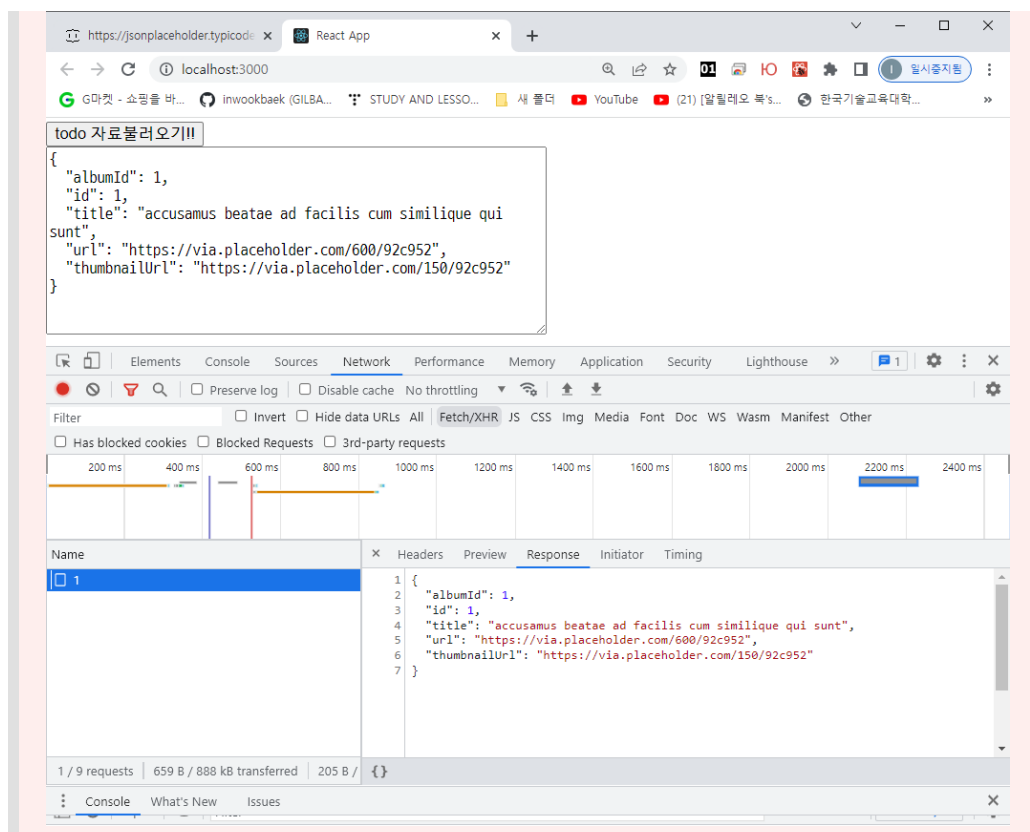 https://jsonplaceholder.typicode
React App
localhost:3000
일시중지됨
G마켓 - 쇼핑을 바...
inwookbaek (GILBA...
STUDY AND LESSO...
새 폴더
YouTube
(21) [알릴레오 북's...
한국기술교육대학...
todo 자료불러오기!!
{
"albumId": 1,
"id": 1,
"title": "accusamus beatae ad facilis cum similique qui
sunt",
"url": "https://via.placeholder.com/600/92c952",
"thumbnailUrl": "https://via.placeholder.com/150/92c952"
}
Elements Console Sources Network Performance Memory Application Security Lighthouse 1
Preserve log Disable cache No throttling
Filter Invert Hide data URLs All Fetch/XHR JS CSS Img Media Font Doc WS Wasm Manifest Other
Has blocked cookies Blocked Requests 3rd-party requests
200 ms 400 ms 600 ms 800 ms 1000 ms 1200 ms 1400 ms 1600 ms 1800 ms 2000 ms 2200 ms 2400 ms
Name
1
Headers Preview Response Initiator Timing
1 {
2 "albumId": 1,
3 "id": 1,
4 "title": "accusamus beatae ad facilis cum similique qui sunt",
5 "url": "https://via.placeholder.com/600/92c952",
6 "thumbnailUrl": "https://via.placeholder.com/150/92c952"
7 }
1 / 9 requests 659 B / 888 kB transferred 205 B / {}
Console What's New Issues